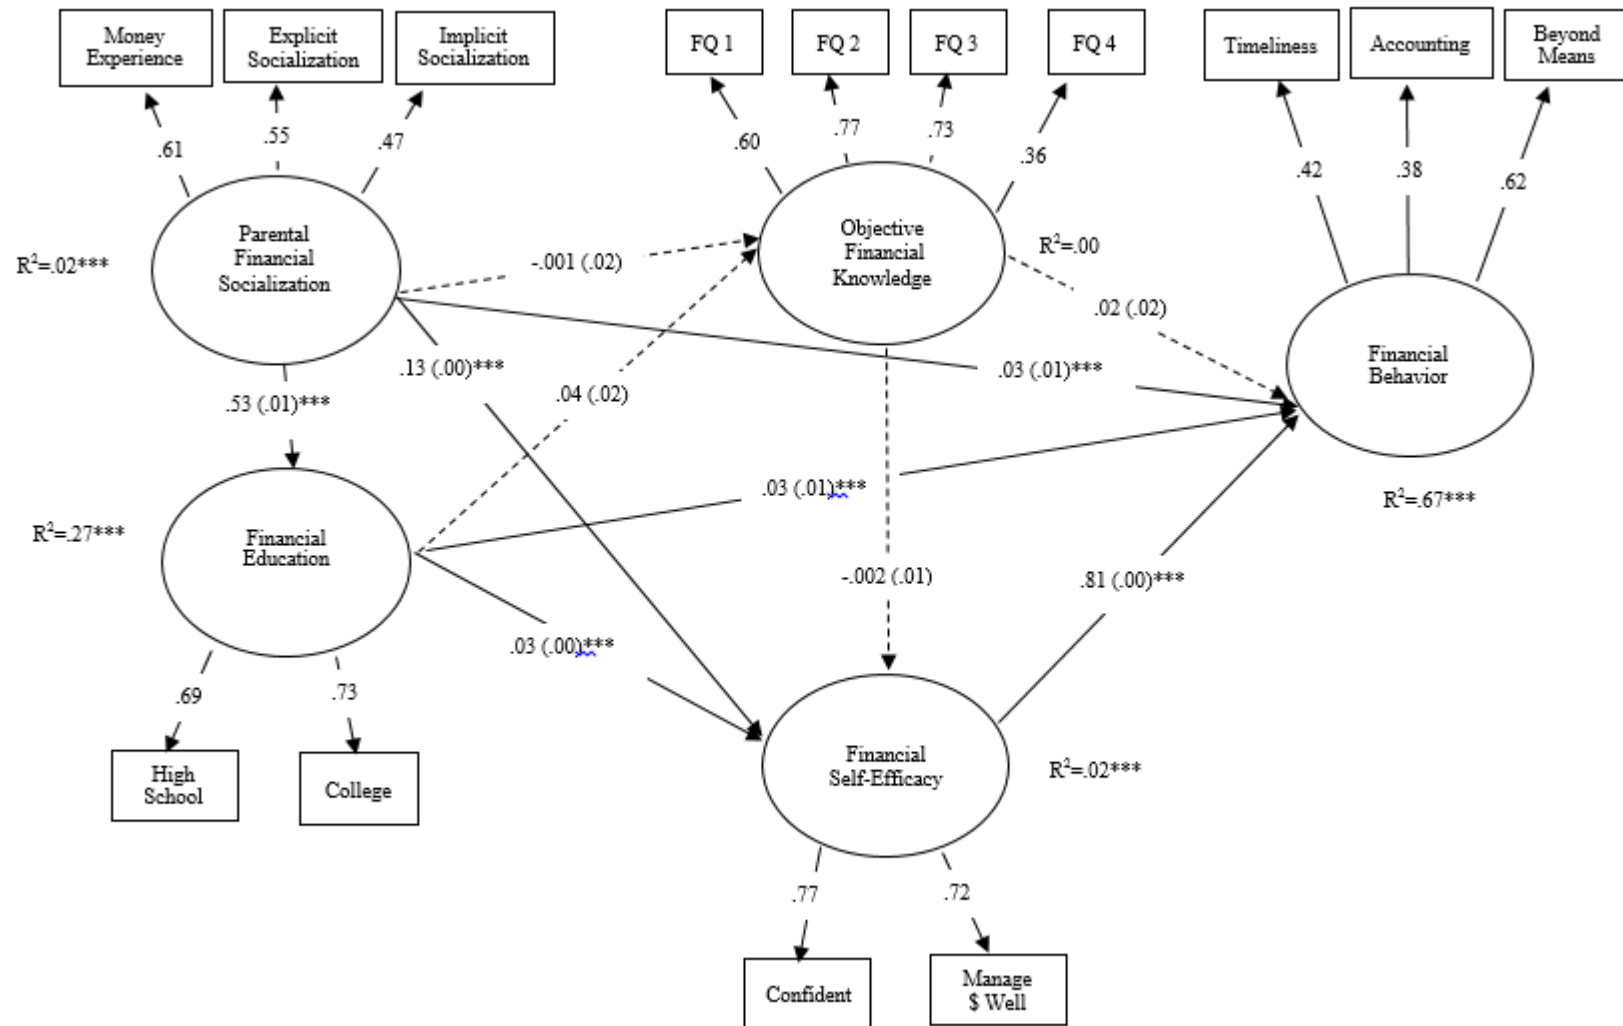 Money
Experience
Explicit
Socialization
Implicit
Socialization
FQ 1
FQ 2
FQ 3
FQ 4
Timeliness
Accounting
Beyond
Means
.61
.55
.47
.60
.77
.73
.36
.42
.38
.62
Parental
Financial
Socialization
R²=.02***
Objective
Financial
Knowledge
R²=.00
-.001 (.02)
.02 (.02)
.13 (.00)***
.03 (.01)***
Financial
Behavior
.53 (.01)***
.04 (.02)
R²=.67***
.03 (.01)***
R²=.27***
Financial
Education
-.002 (.01)
.81 (.00)***
.03 (.00)***
.69
.73
High
School
College
Financial
Self-Efficacy
R²=.02***
.77
.72
Confident
Manage
$ Well